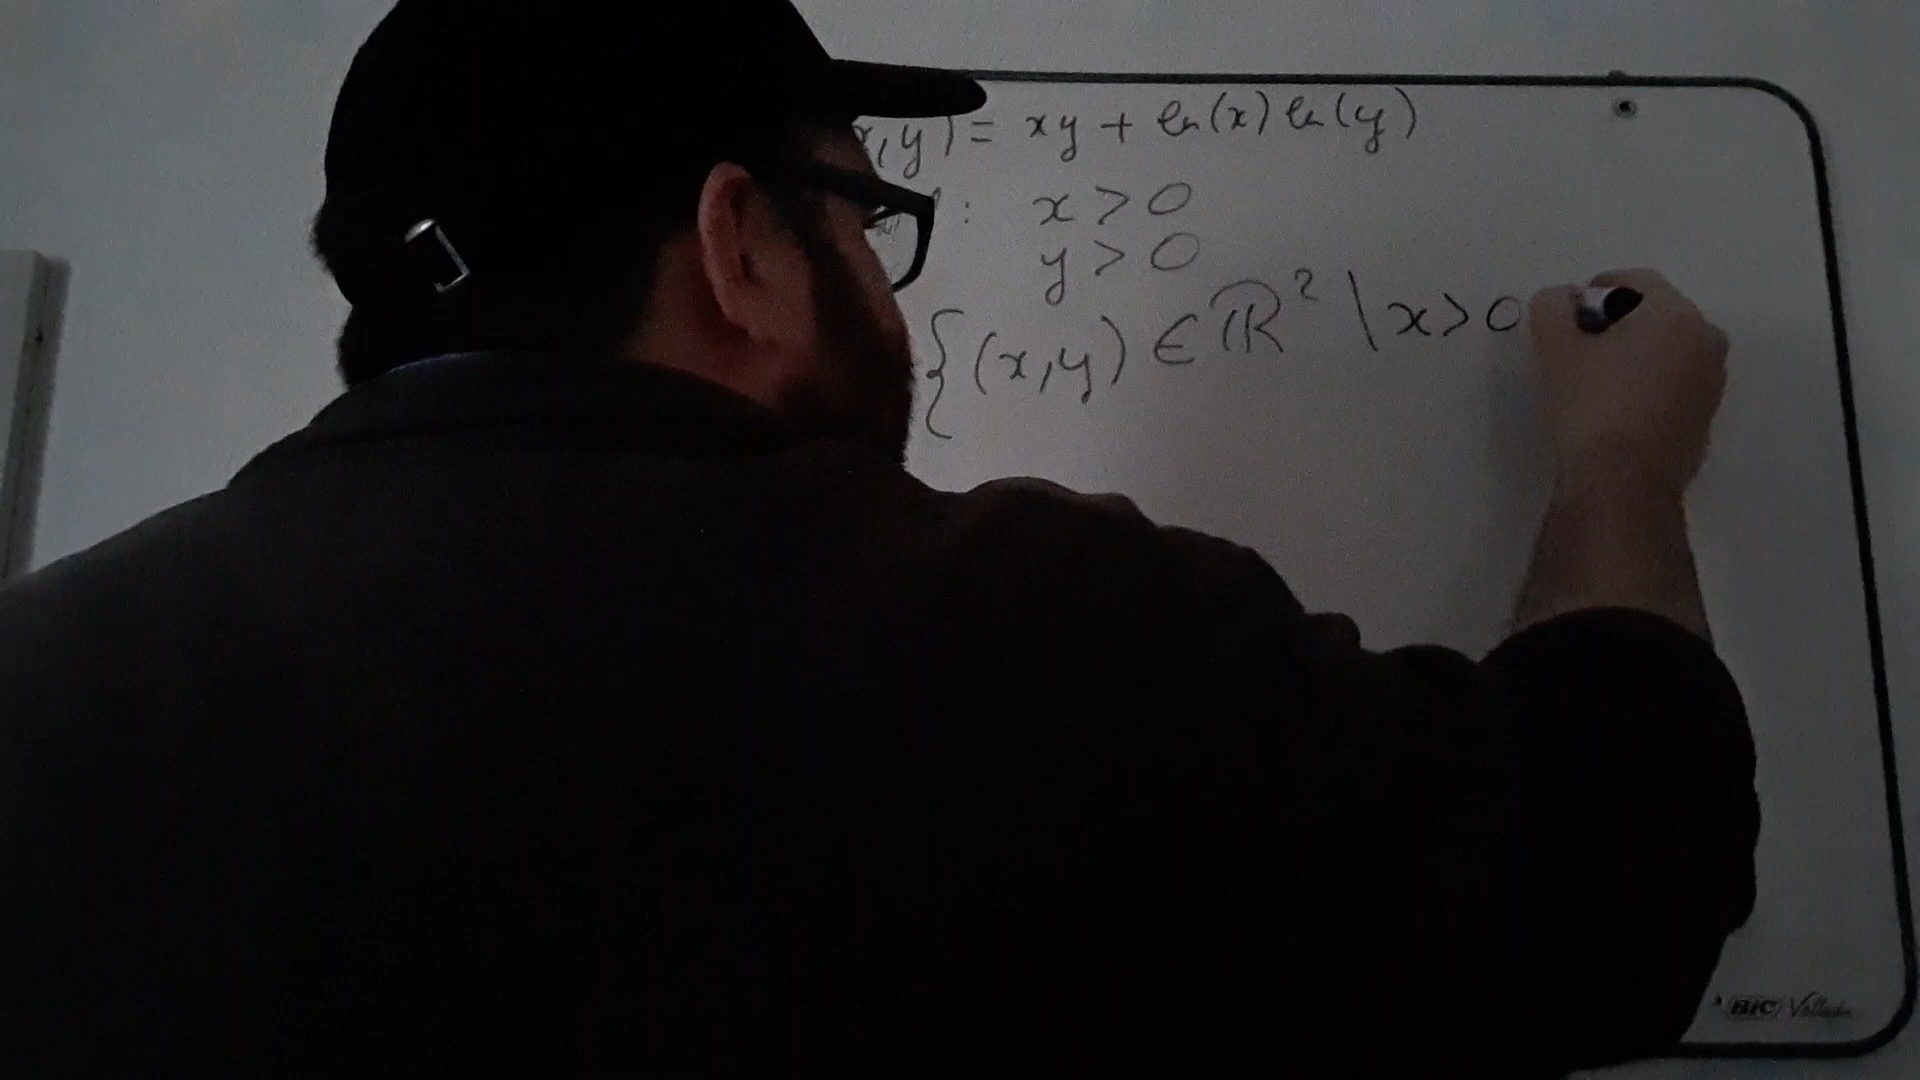 x,y) = xy + ln(x) ln(y)
: x > 0
y > 0
{(x,y) ∈ ℝ² \ x > 0
BIC Velleda